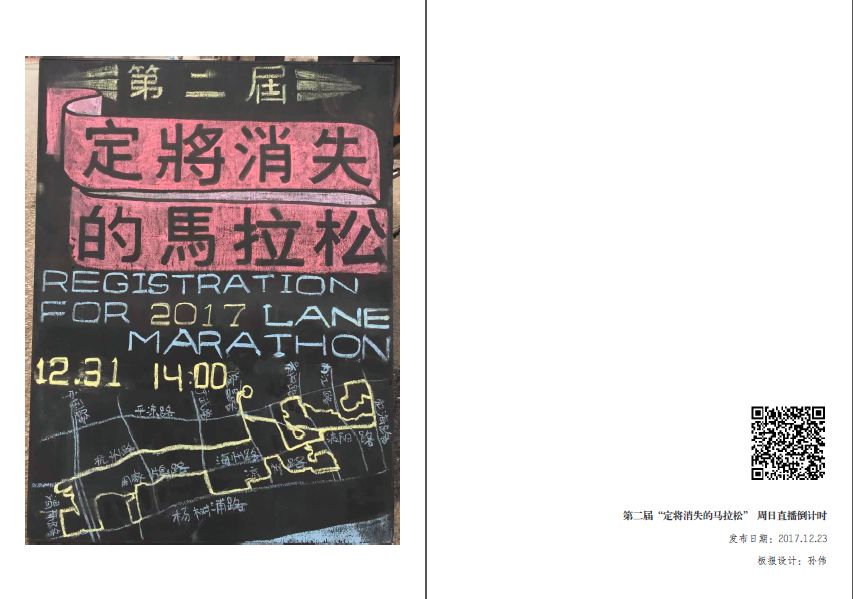 第二屆
定將消失
的馬拉松
REGISTRATION
FOR 2017 LANE
MARATHON
12.31 14:00
平凉路
杭州路
海州路
杨树浦路
第二届“定将消失的马拉松” 周日直播倒计时
发布日期：2017.12.23
板报设计：孙伟